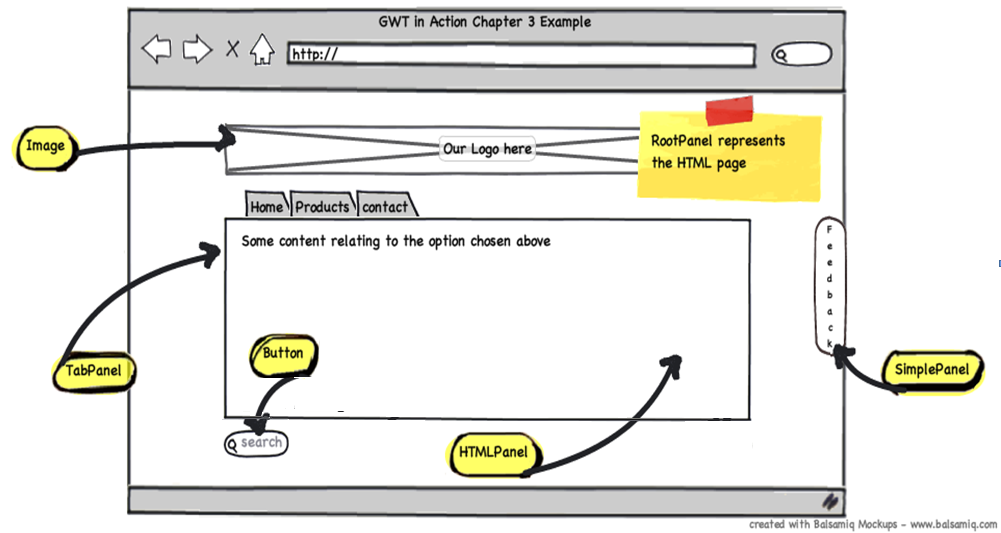 GWT in Action Chapter 3 Example
http://
Image
Our Logo here
RootPanel represents
the HTML page
Home
Products
contact
Some content relating to the option chosen above
Feedback
Button
TabPanel
SimplePanel
search
HTMLPanel
created with Balsamiq Mockups - www.balsamiq.com